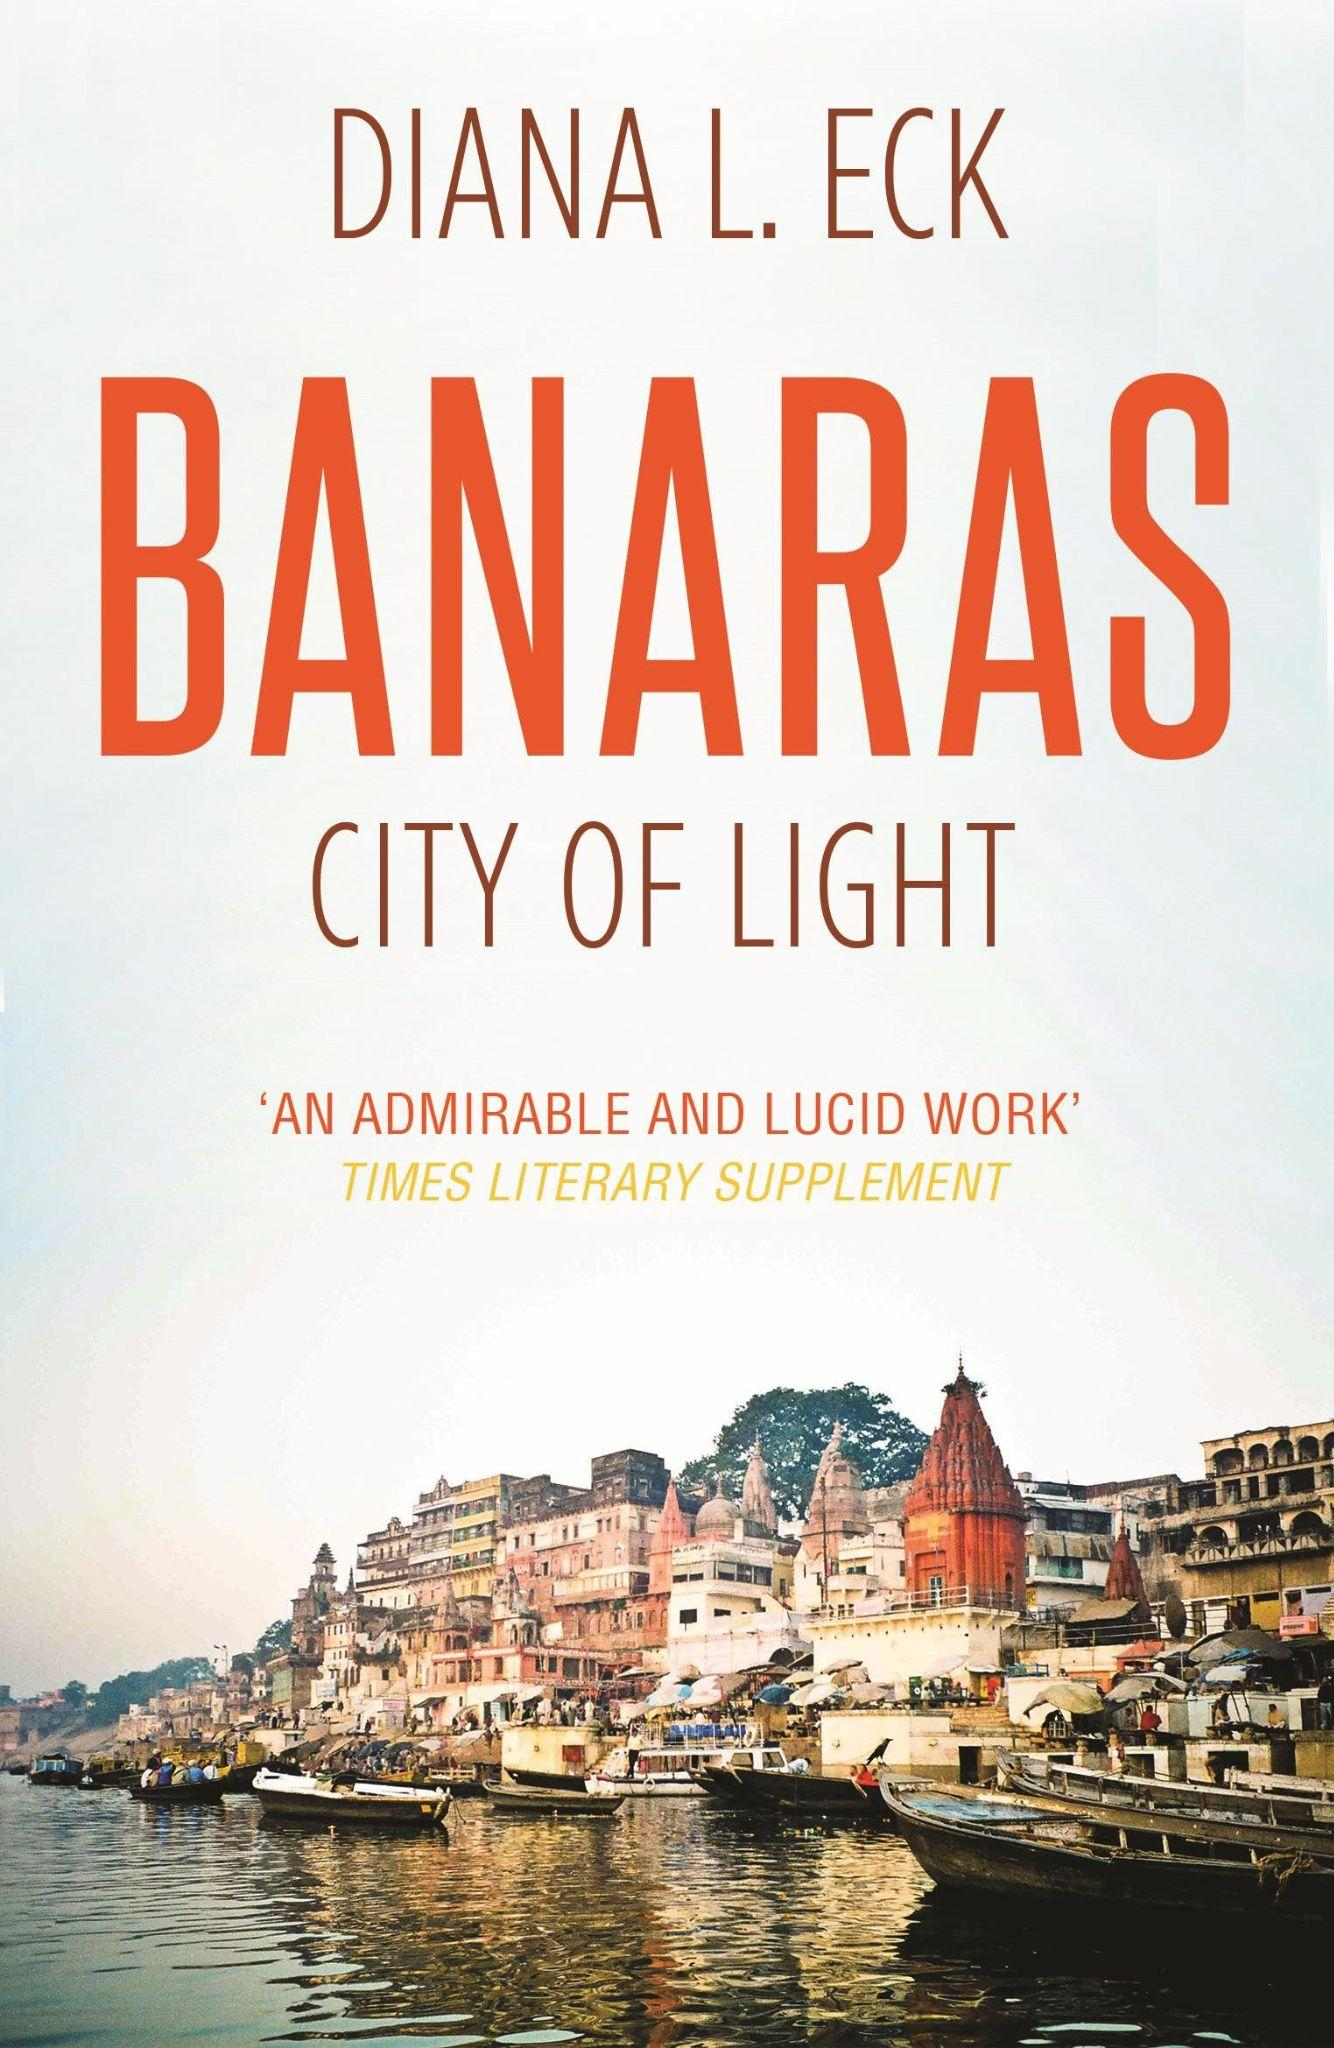 DIANA L. ECK
BANARAS
CITY OF LIGHT
‘AN ADMIRABLE AND LUCID WORK’
TIMES LITERARY SUPPLEMENT